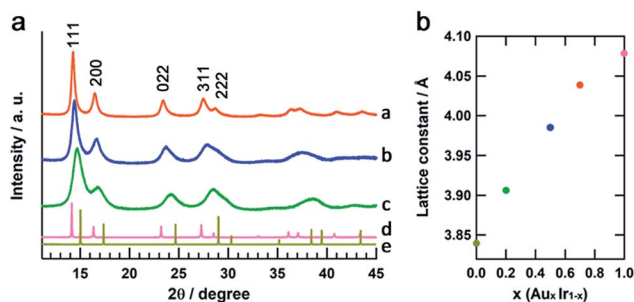 a
111
200
022
311
222
a
b
c
d
e
Intensity / a. u.
15 20 25 30 35 40 45
2θ / degree
b
4.10
4.05
4.00
3.95
3.90
3.85
Lattice constant / Å
0.0 0.2 0.4 0.6 0.8 1.0
x (AuxIr1-x)